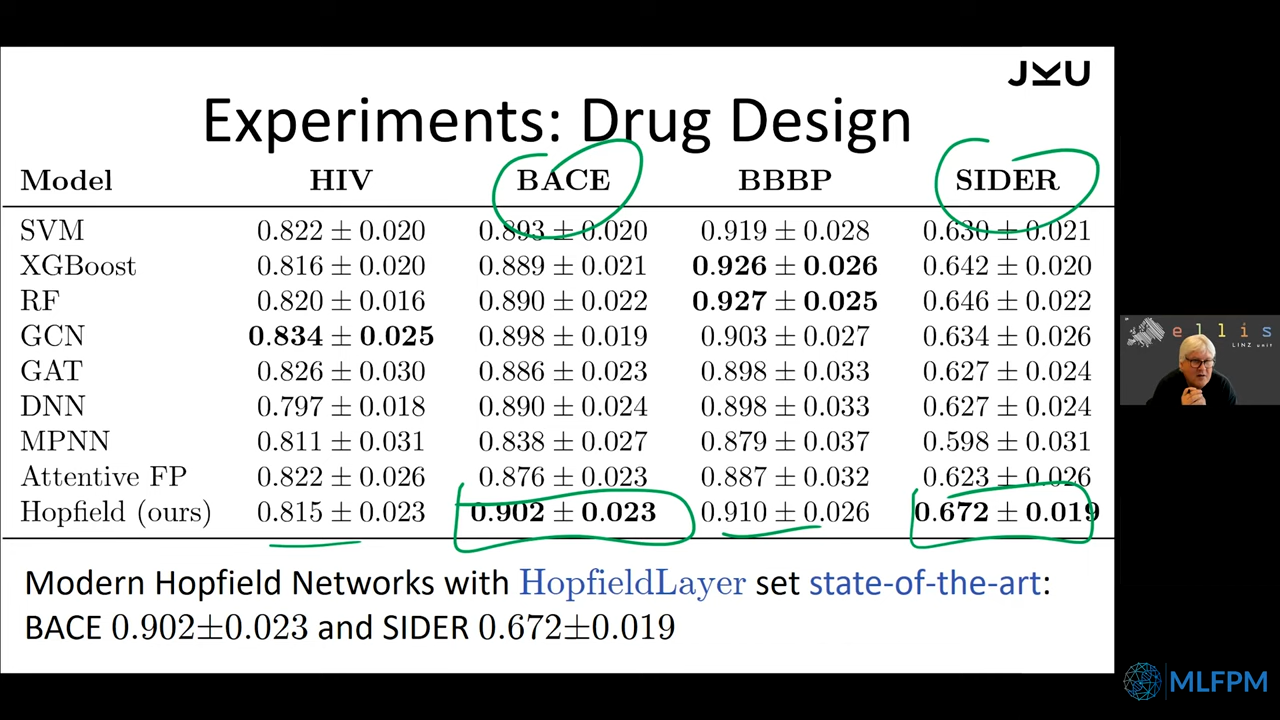 JKU
Experiments: Drug Design
Model HIV BACE BBBP SIDER
SVM 0.822 ± 0.020 0.893 ± 0.020 0.919 ± 0.028 0.630 ± 0.021
XGBoost 0.816 ± 0.020 0.889 ± 0.021 0.926 ± 0.026 0.642 ± 0.020
RF 0.820 ± 0.016 0.890 ± 0.022 0.927 ± 0.025 0.646 ± 0.022
GCN 0.834 ± 0.025 0.898 ± 0.019 0.903 ± 0.027 0.634 ± 0.026
GAT 0.826 ± 0.030 0.886 ± 0.023 0.898 ± 0.033 0.627 ± 0.024
DNN 0.797 ± 0.018 0.890 ± 0.024 0.898 ± 0.033 0.627 ± 0.024
MPNN 0.811 ± 0.031 0.838 ± 0.027 0.879 ± 0.037 0.598 ± 0.031
Attentive FP 0.822 ± 0.026 0.876 ± 0.023 0.887 ± 0.032 0.623 ± 0.026
Hopfield (ours) 0.815 ± 0.023 0.902 ± 0.023 0.910 ± 0.026 0.672 ± 0.019
Modern Hopfield Networks with HopfieldLayer set state-of-the-art:
BACE 0.902±0.023 and SIDER 0.672±0.019
ellis
LINZ unit
MLFPM